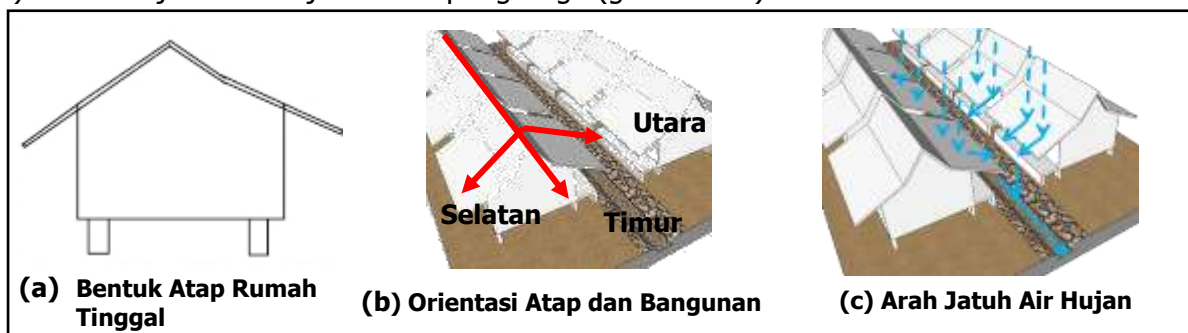 Utara
Selatan
Timur
(a) Bentuk Atap Rumah
Tinggal
(b) Orientasi Atap dan Bangunan
(c) Arah Jatuh Air Hujan